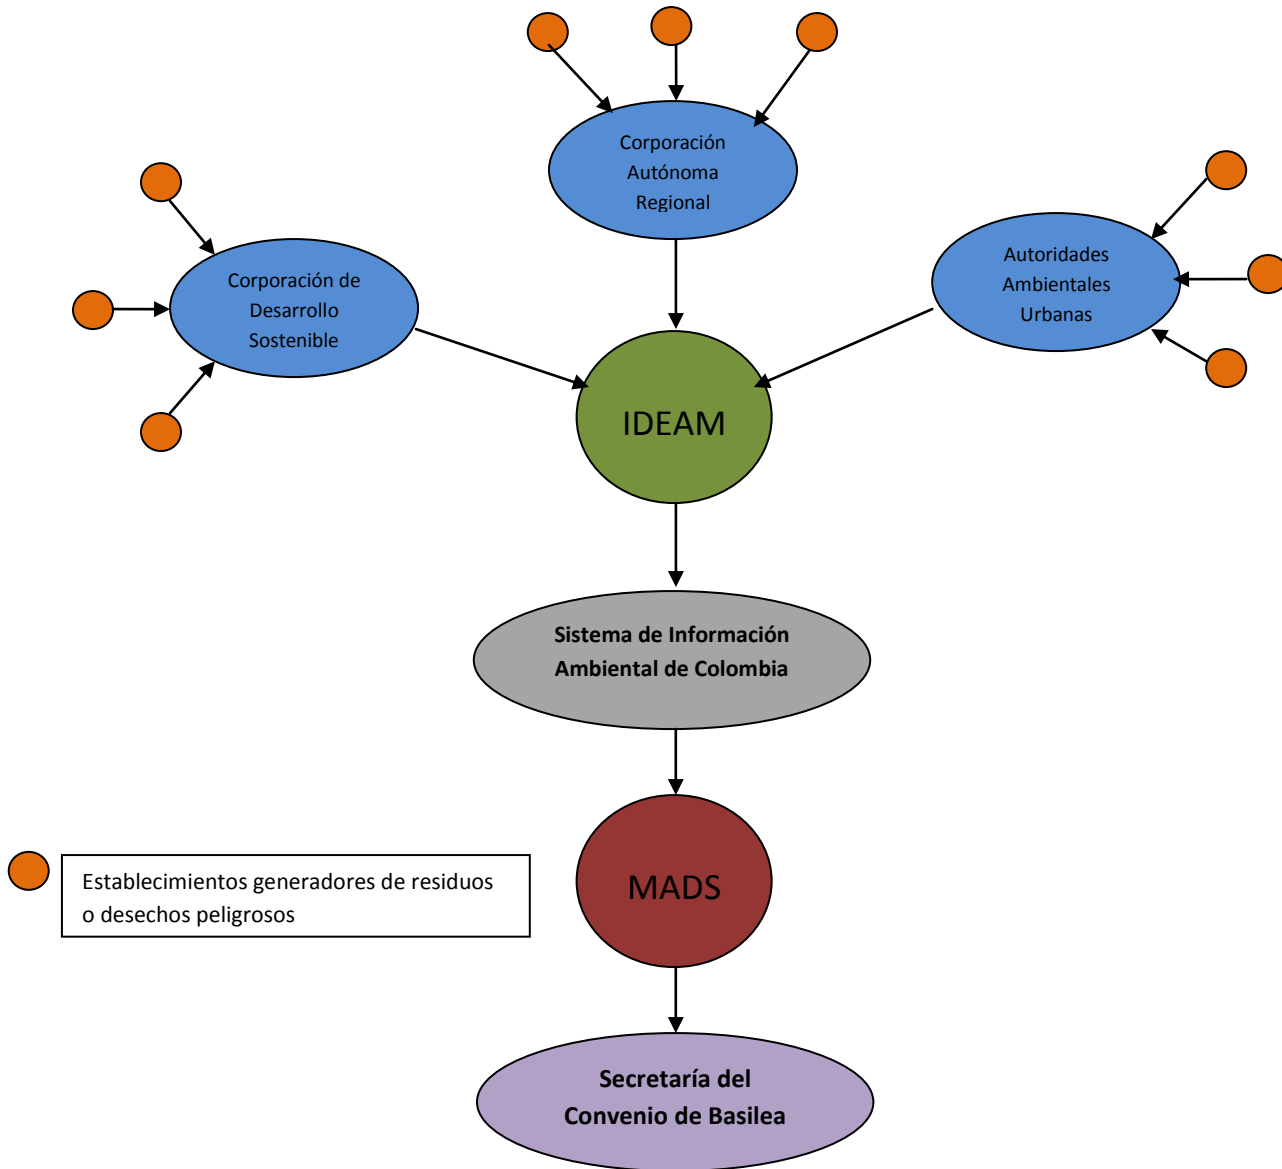 Corporación
Autónoma
Regional
Corporación de
Desarrollo
Sostenible
Autoridades
Ambientales
Urbanas
IDEAM
Sistema de Información
Ambiental de Colombia
MADS
Establecimientos generadores de residuos
o desechos peligrosos
Secretaría del
Convenio de Basilea